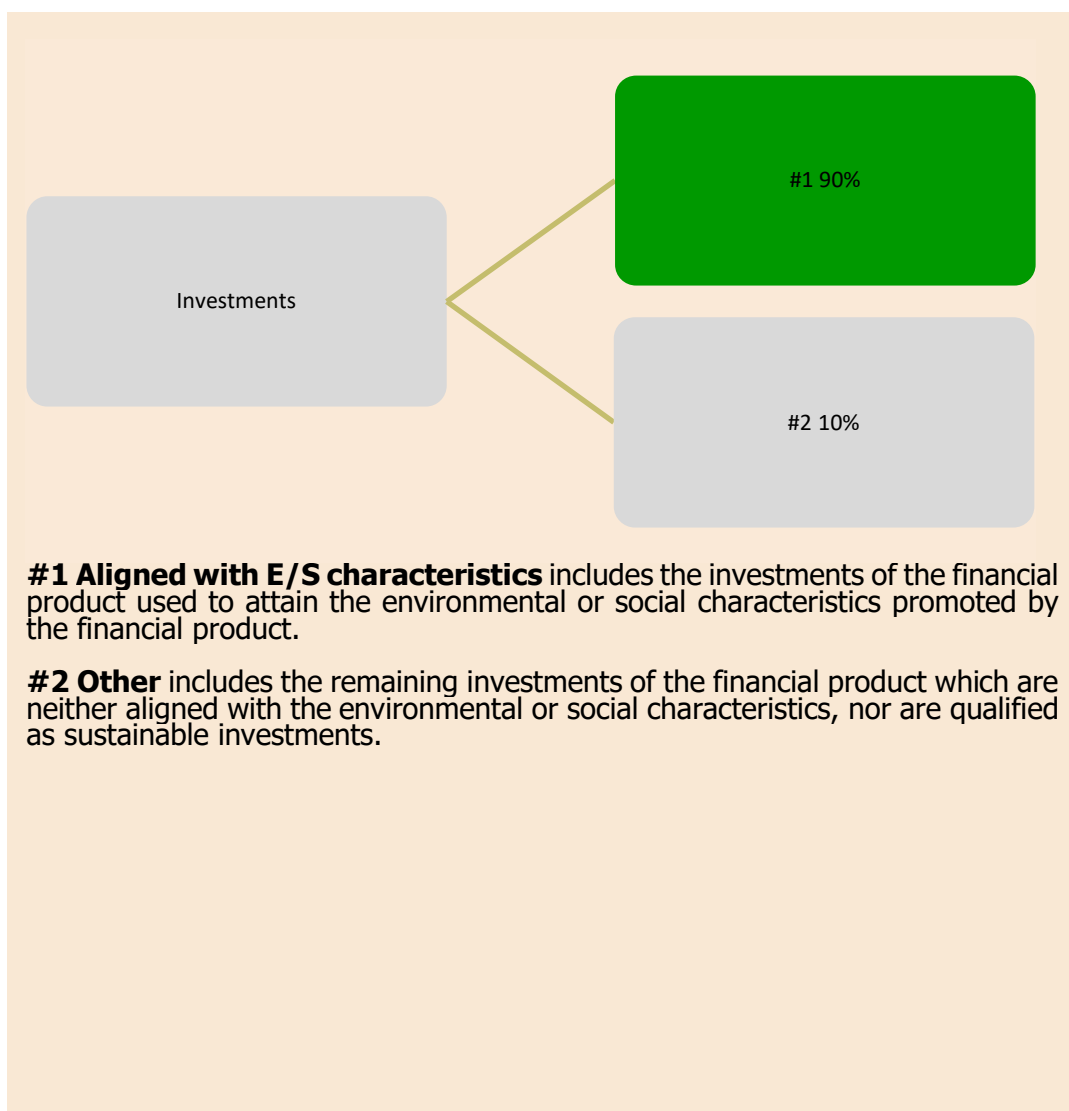 #1 90%
Investments
#2 10%
#1 Aligned with E/S characteristics includes the investments of the financial
product used to attain the environmental or social characteristics promoted by
the financial product.
#2 Other includes the remaining investments of the financial product which are
neither aligned with the environmental or social characteristics, nor are qualified
as sustainable investments.